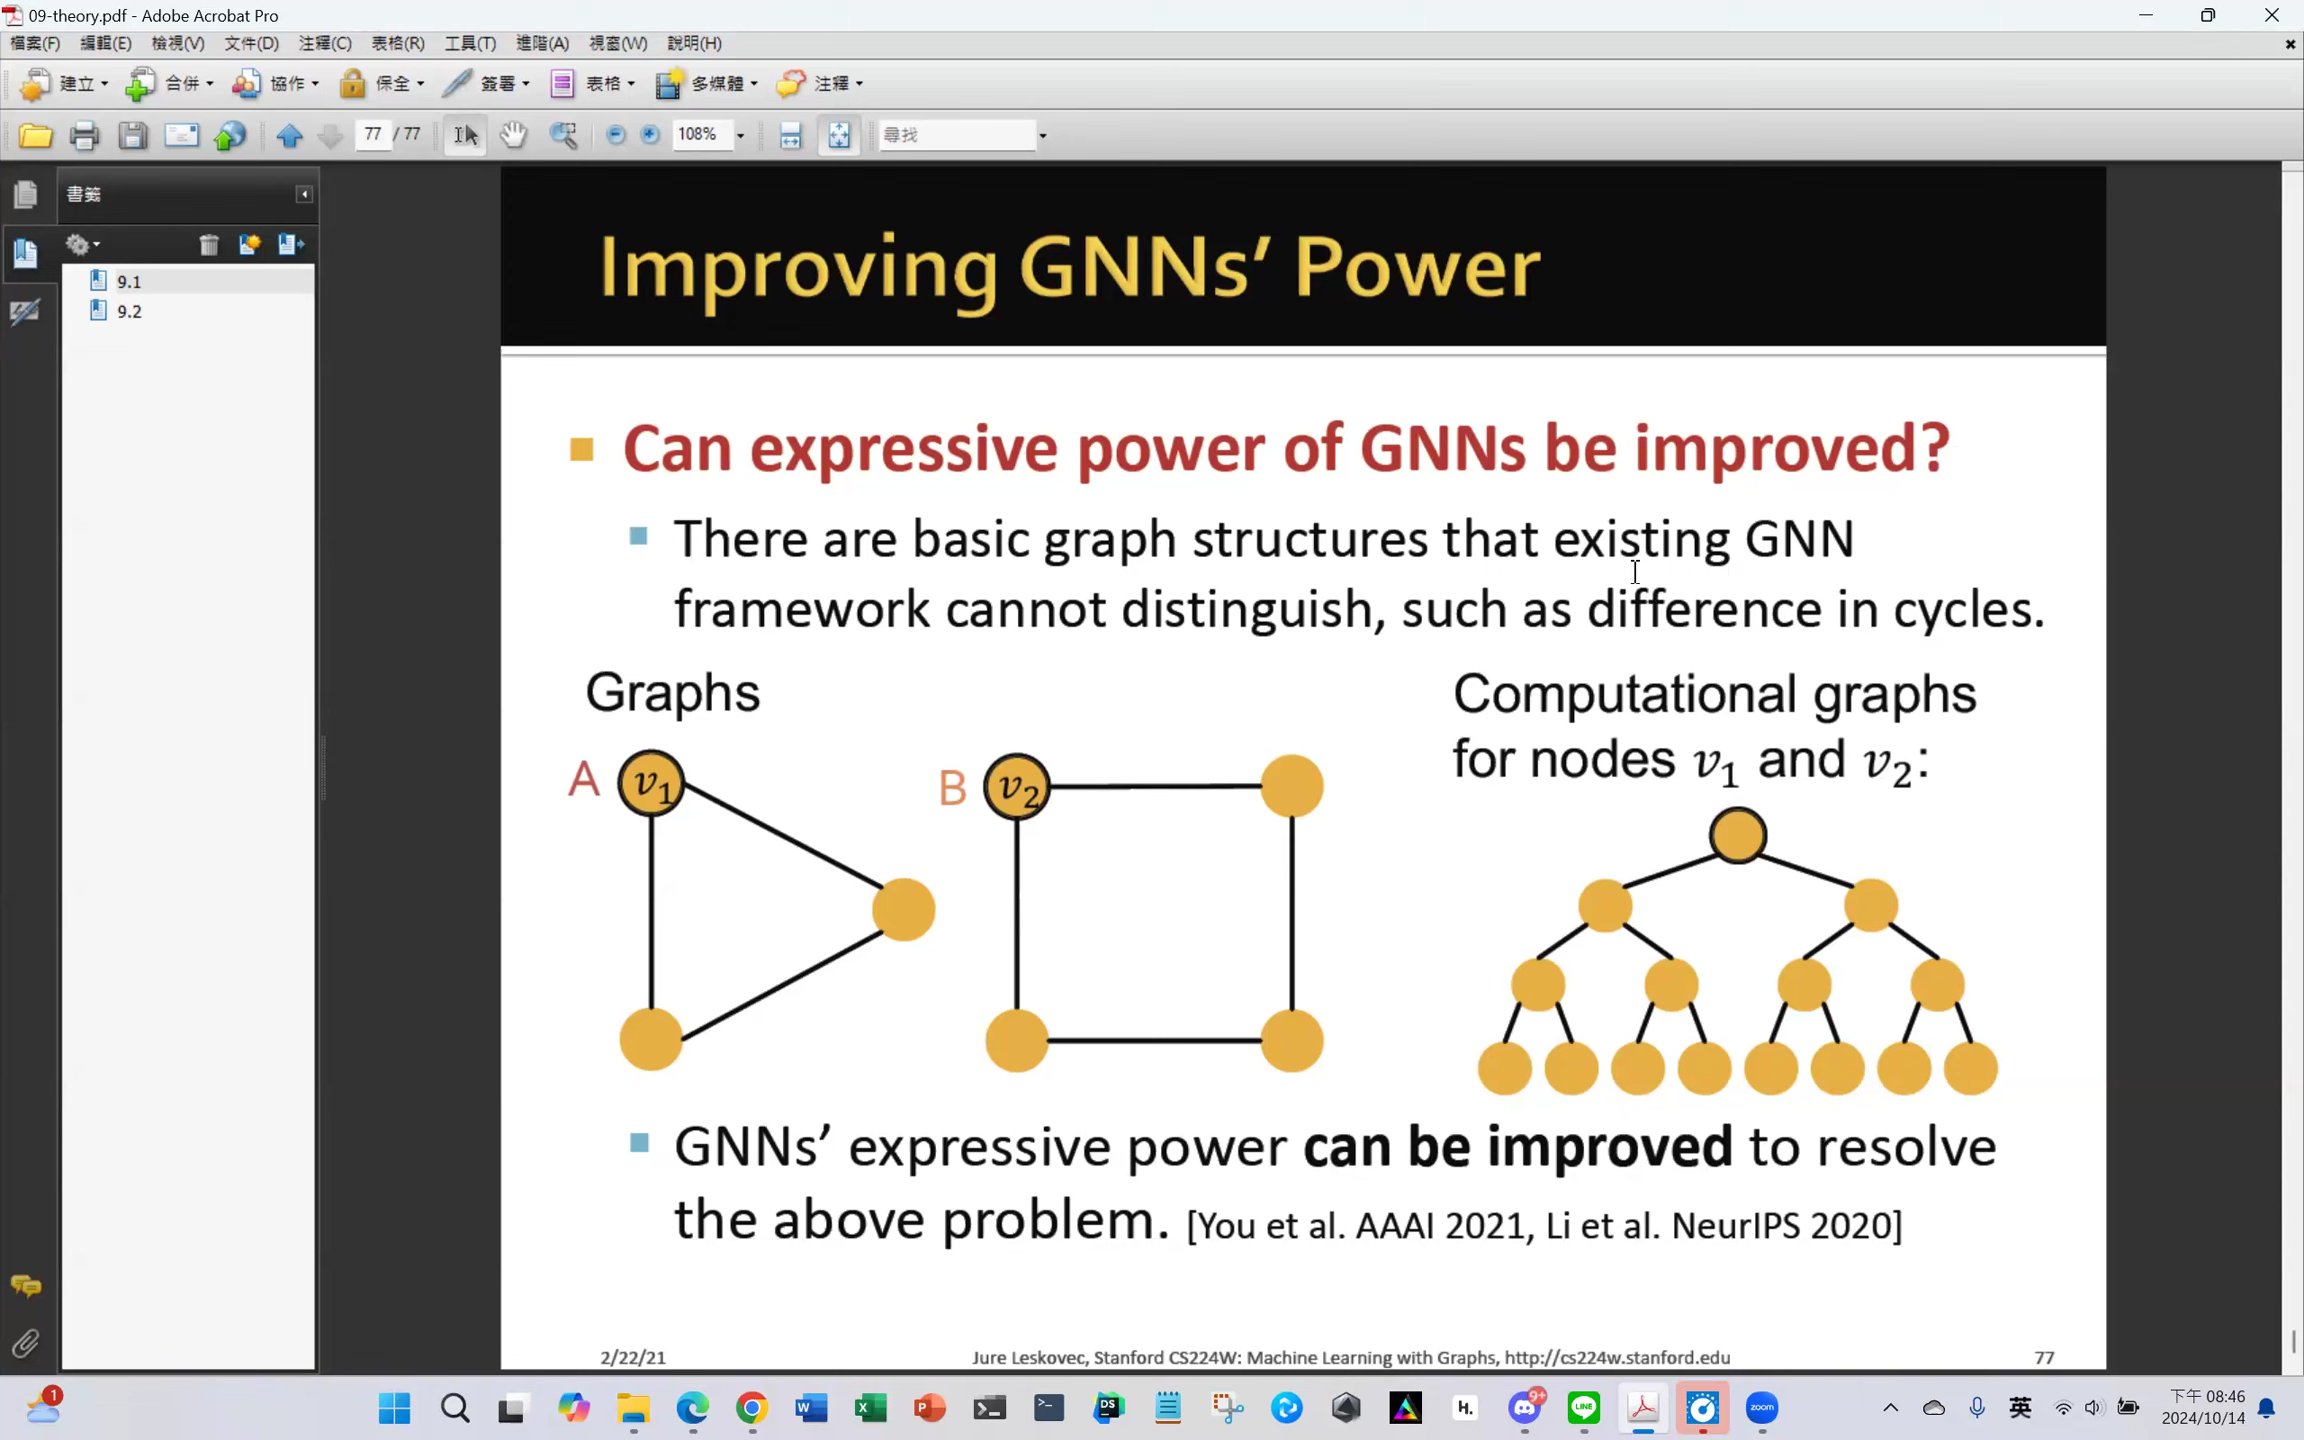 09-theory.pdf - Adobe Acrobat Pro
檔案(F) 編輯(E) 檢視(V) 文件(D) 注釋(C) 表格(R) 工具(T) 進階(A) 視窗(W) 說明(H)
建立 合併 協作 保全 簽署 表格 多媒體 注釋
77 / 77 108% 尋找
書籤
9.1
9.2
Improving GNNs’ Power
Can expressive power of GNNs be improved?
There are basic graph structures that existing GNN
framework cannot distinguish, such as difference in cycles.
Graphs
Computational graphs
for nodes v₁ and v₂:
A v₁ B v₂
GNNs’ expressive power can be improved to resolve
the above problem. [You et al. AAAI 2021, Li et al. NeurIPS 2020]
2/22/21 Jure Leskovec, Stanford CS224W: Machine Learning with Graphs, http://cs224w.stanford.edu 77
1
W X P DS h. 9+ LINE zoom
英
下午 08:46
2024/10/14